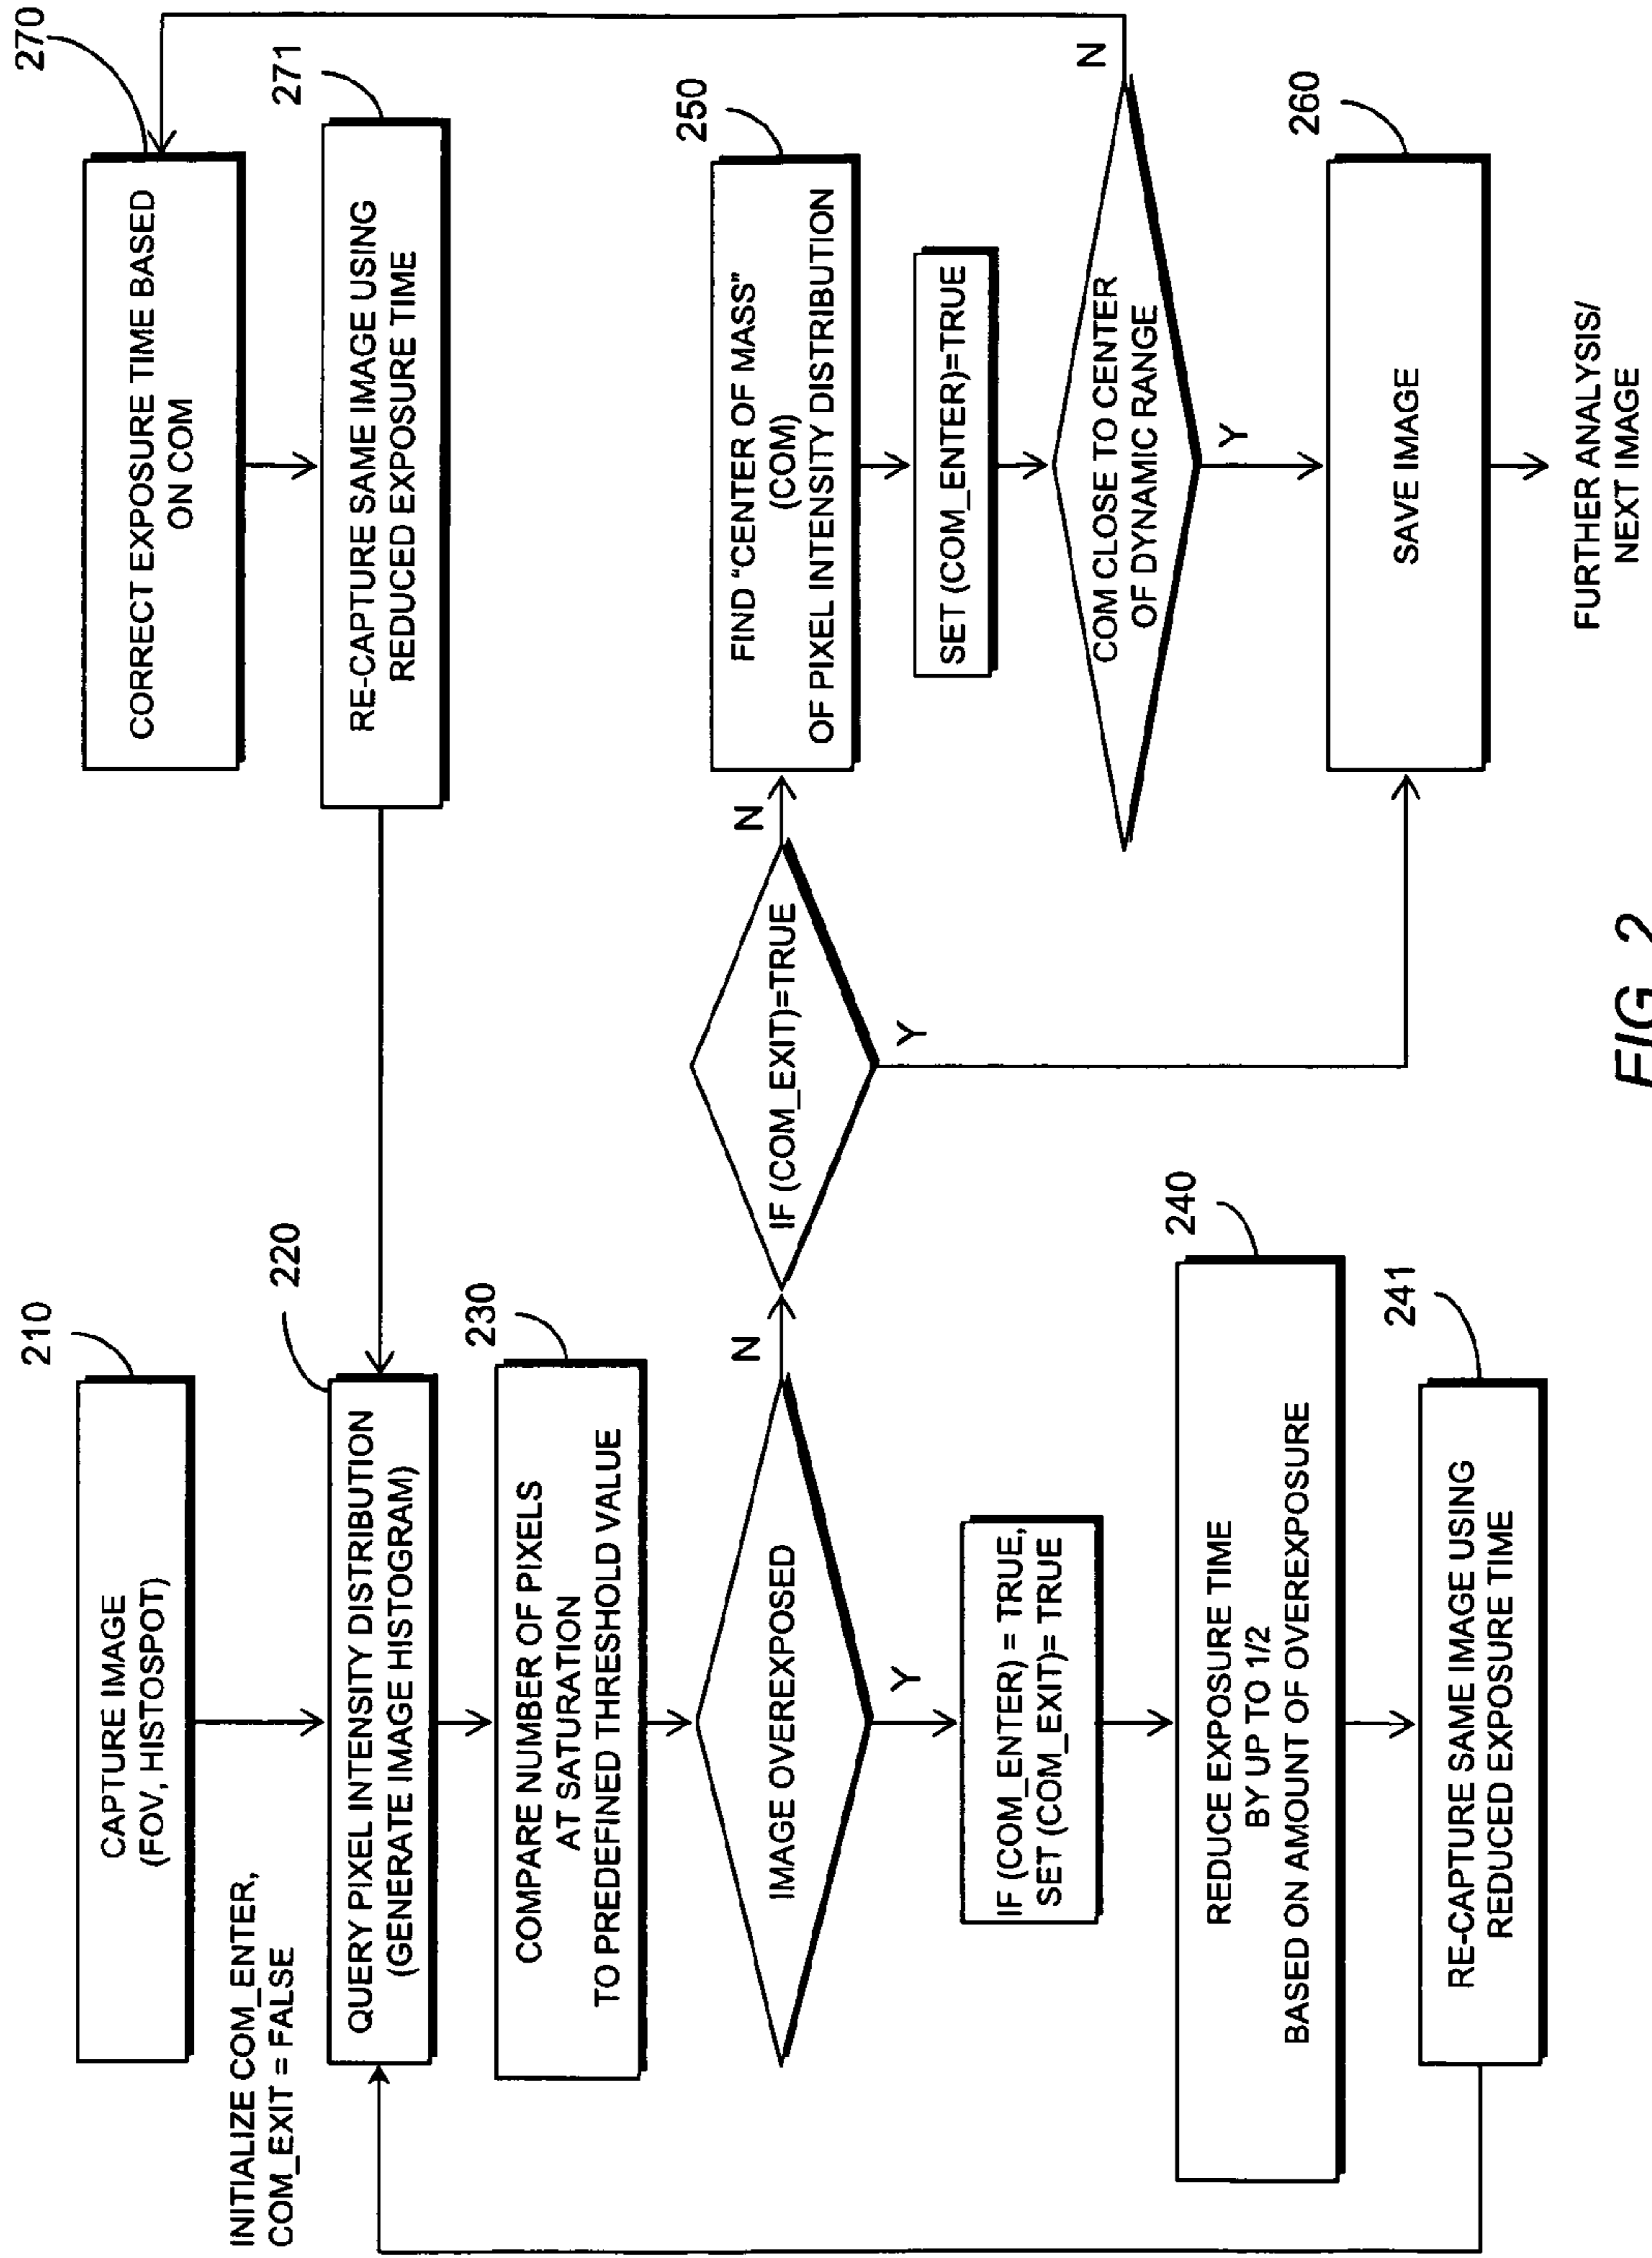 210
CAPTURE IMAGE
(FOV, HISTOSPOT)
INITIALIZE COM_ENTER,
COM_EXIT = FALSE
220
QUERY PIXEL INTENSITY DISTRIBUTION
(GENERATE IMAGE HISTOGRAM)
230
COMPARE NUMBER OF PIXELS
AT SATURATION
TO PREDEFINED THRESHOLD VALUE
IMAGE OVEREXPOSED
N
Y
IF (COM_ENTER) = TRUE,
SET (COM_EXIT)= TRUE
240
REDUCE EXPOSURE TIME
BY UP TO 1/2
BASED ON AMOUNT OF OVEREXPOSURE
241
RE-CAPTURE SAME IMAGE USING
REDUCED EXPOSURE TIME
IF (COM_EXIT)=TRUE
N
Y
270
CORRECT EXPOSURE TIME BASED
ON COM
271
RE-CAPTURE SAME IMAGE USING
REDUCED EXPOSURE TIME
250
FIND "CENTER OF MASS"
(COM)
OF PIXEL INTENSITY DISTRIBUTION
SET (COM_ENTER)=TRUE
COM CLOSE TO CENTER
OF DYNAMIC RANGE
N
Y
260
SAVE IMAGE
FURTHER ANALYSIS/
NEXT IMAGE
FIG. 2